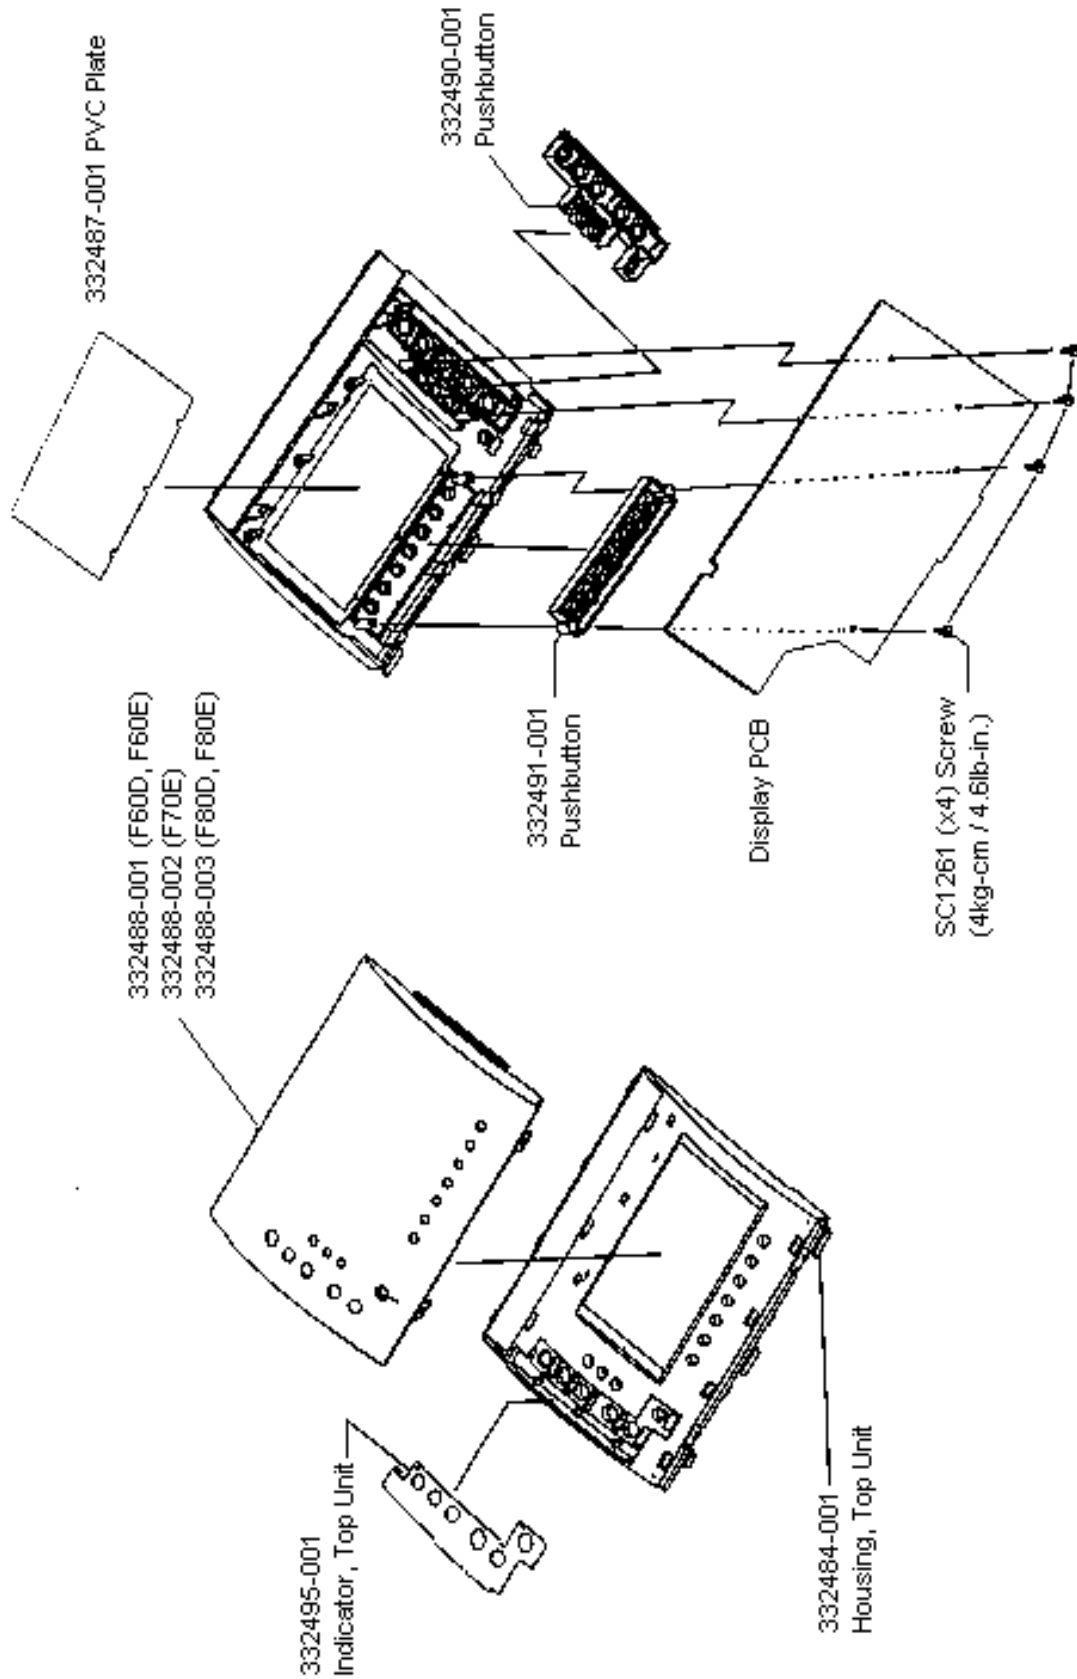 332488-001 (F60D, F60E)
332488-002 (F70E)
332488-003 (F80D, F80E)
332495-001
Indicator, Top Unit
332484-001
Housing, Top Unit
332487-001 PVC Plate
332490-001
Pushbutton
332491-001
Pushbutton
Display PCB
SC1261 (x4) Screw
(4kg-cm / 4.6lb-in.)